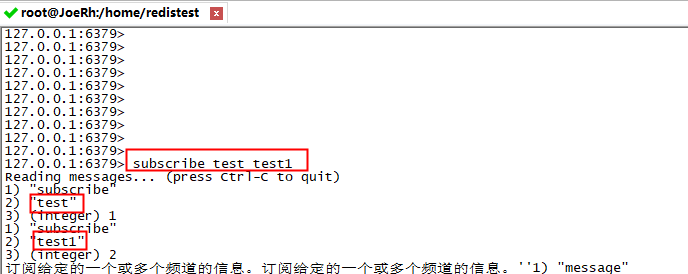 root@JoeRh:/home/redistest x
127.0.0.1:6379>
127.0.0.1:6379>
127.0.0.1:6379>
127.0.0.1:6379>
127.0.0.1:6379>
127.0.0.1:6379>
127.0.0.1:6379>
127.0.0.1:6379>
127.0.0.1:6379>
127.0.0.1:6379>
127.0.0.1:6379> subscribe test test1
Reading messages... (press Ctrl-C to quit)
1) "subscribe"
2) "test"
3) (integer) 1
1) "subscribe"
2) "test1"
3) (integer) 2
订阅给定的一个或多个频道的信息。订阅给定的一个或多个频道的信息。''1) "message"